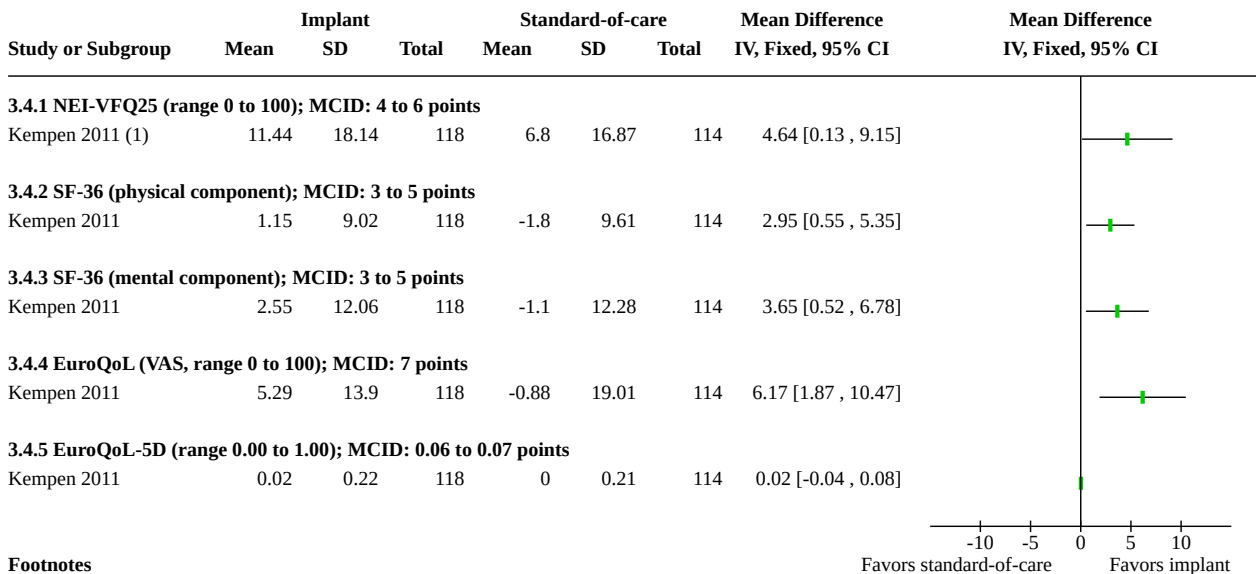 Implant Standard-of-care Mean Difference Mean Difference
Study or Subgroup Mean SD Total Mean SD Total IV, Fixed, 95% CI IV, Fixed, 95% CI
3.4.1 NEI-VFQ25 (range 0 to 100); MCID: 4 to 6 points
Kempen 2011 (1) 11.44 18.14 118 6.8 16.87 114 4.64 [0.13 , 9.15]
3.4.2 SF-36 (physical component); MCID: 3 to 5 points
Kempen 2011 1.15 9.02 118 -1.8 9.61 114 2.95 [0.55 , 5.35]
3.4.3 SF-36 (mental component); MCID: 3 to 5 points
Kempen 2011 2.55 12.06 118 -1.1 12.28 114 3.65 [0.52 , 6.78]
3.4.4 EuroQoL (VAS, range 0 to 100); MCID: 7 points
Kempen 2011 5.29 13.9 118 -0.88 19.01 114 6.17 [1.87 , 10.47]
3.4.5 EuroQoL-5D (range 0.00 to 1.00); MCID: 0.06 to 0.07 points
Kempen 2011 0.02 0.22 118 0 0.21 114 0.02 [-0.04 , 0.08]
-10 -5 0 5 10
Footnotes Favors standard-of-care Favors implant